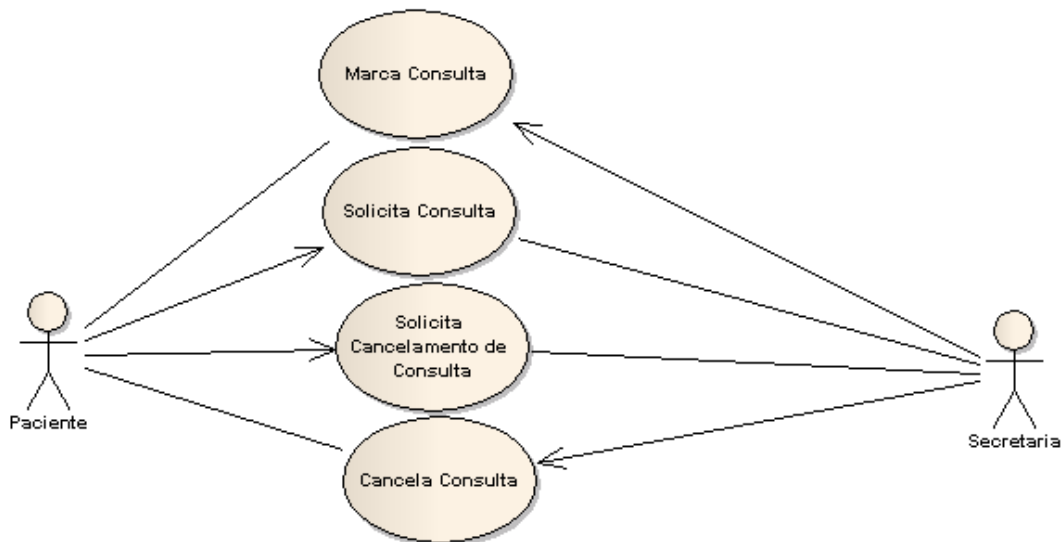 Marca Consulta
Solicita Consulta
Solicita
Cancelamento de
Consulta
Cancela Consulta
Paciente
Secretaria